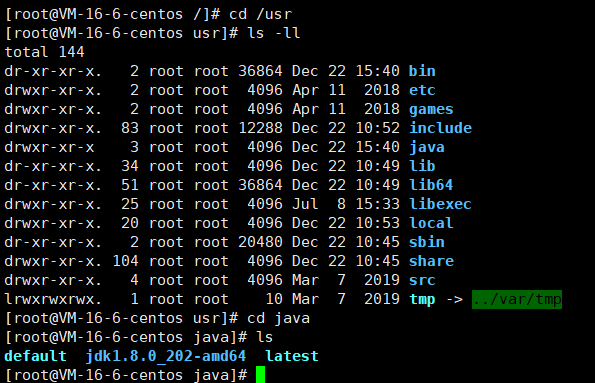 [root@VM-16-6-centos /]# cd /usr
[root@VM-16-6-centos usr]# ls -ll
total 144
dr-xr-xr-x.   2 root root 36864 Dec 22 15:40 bin
drwxr-xr-x.   2 root root  4096 Apr 11  2018 etc
drwxr-xr-x.   2 root root  4096 Apr 11  2018 games
drwxr-xr-x.  83 root root 12288 Dec 22 10:52 include
drwxr-xr-x    3 root root  4096 Dec 22 15:40 java
dr-xr-xr-x.  34 root root  4096 Dec 22 10:49 lib
dr-xr-xr-x.  51 root root 36864 Dec 22 10:49 lib64
drwxr-xr-x.  25 root root  4096 Jul  8 15:33 libexec
drwxr-xr-x.  20 root root  4096 Dec 22 10:53 local
dr-xr-xr-x.   2 root root 20480 Dec 22 10:45 sbin
drwxr-xr-x. 104 root root  4096 Dec 22 10:45 share
drwxr-xr-x.   4 root root  4096 Mar  7  2019 src
lrwxrwxrwx.   1 root root    10 Mar  7  2019 tmp -> ../var/tmp
[root@VM-16-6-centos usr]# cd java
[root@VM-16-6-centos java]# ls
default  jdk1.8.0_202-amd64  latest
[root@VM-16-6-centos java]#